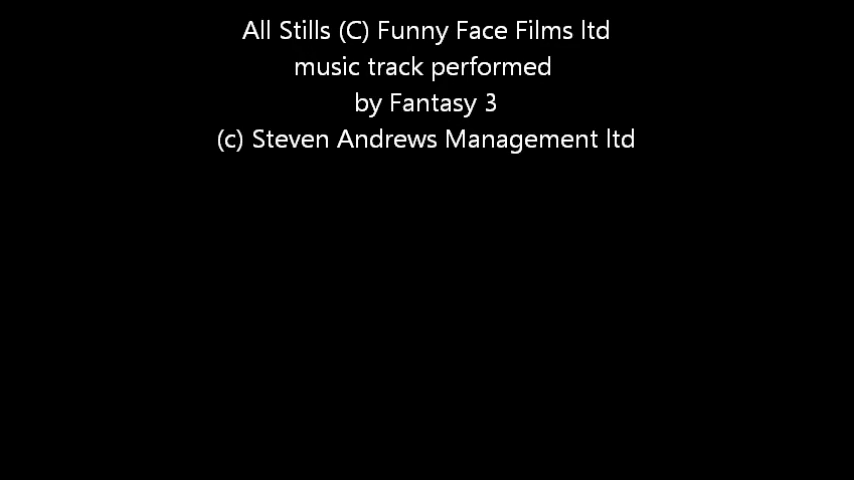 All Stills (C) Funny Face Films ltd
music track performed
by Fantasy 3
(c) Steven Andrews Management ltd